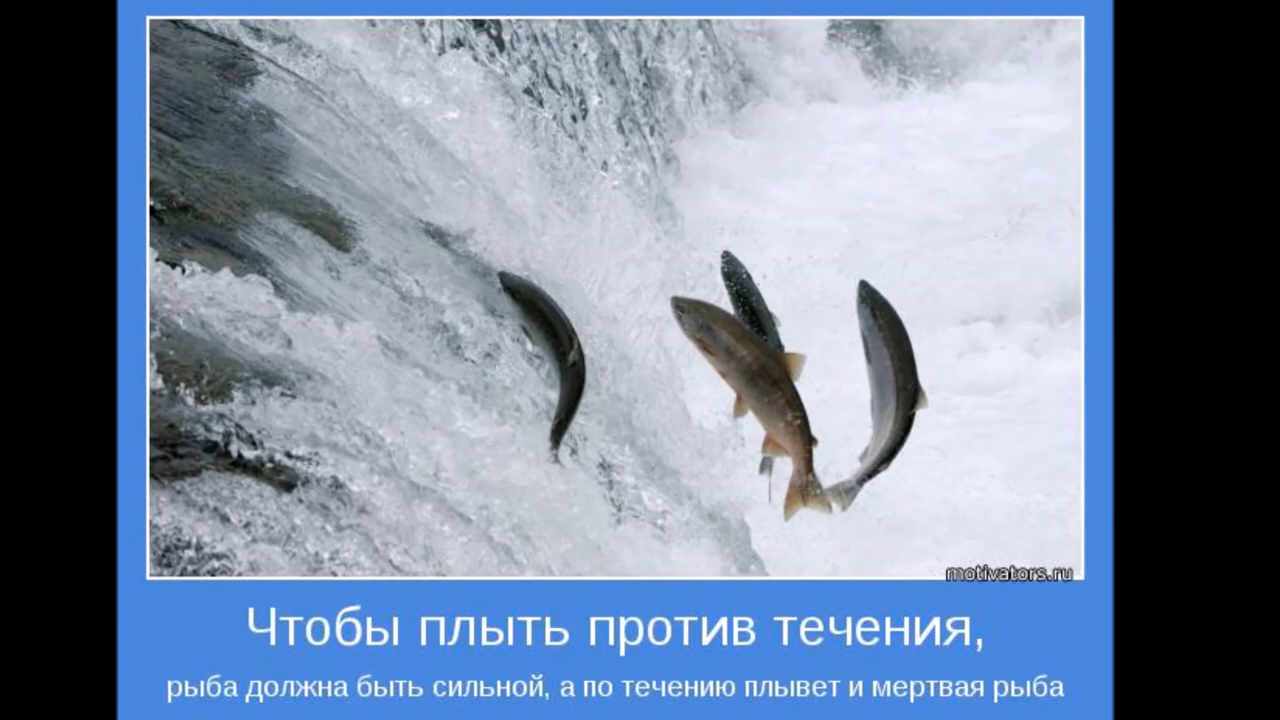 motivators.ru
Чтобы плыть против течения,
рыба должна быть сильной, а по течению плывет и мертвая рыба